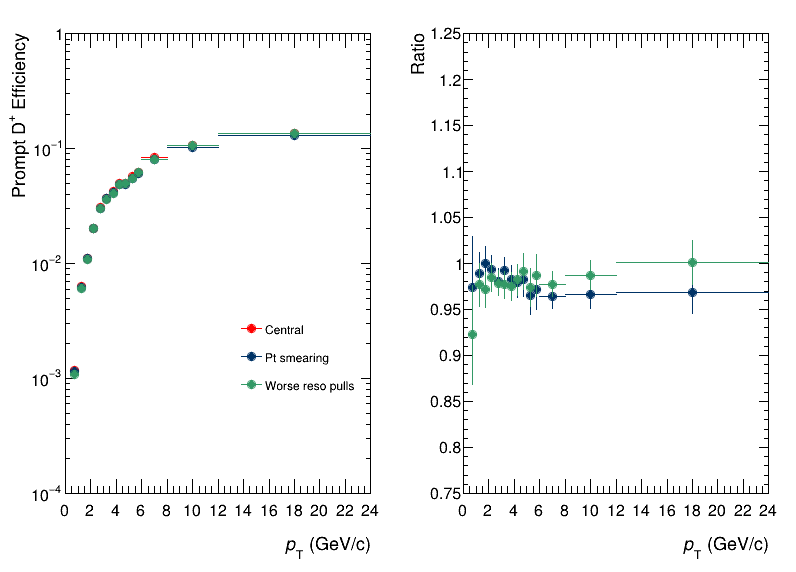 Prompt D+ Efficiency
1
10−1
10−2
10−3
10−4
Central
Pt smearing
Worse reso pulls
0 2 4 6 8 10 12 14 16 18 20 22 24
pT (GeV/c)
Ratio
1.25
1.2
1.15
1.1
1.05
1
0.95
0.9
0.85
0.8
0.75
0 2 4 6 8 10 12 14 16 18 20 22 24
pT (GeV/c)